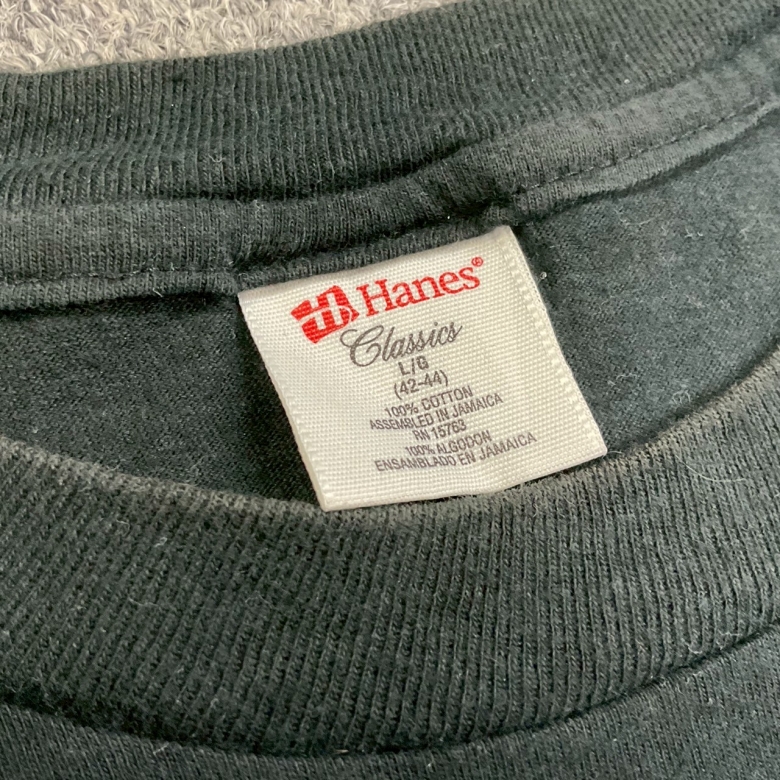 Hanes®
Classics
L/G
(42-44)
100% COTTON
ASSEMBLED IN JAMAICA
RN 15763
100% ALGODON
ENSAMBLADO EN JAMAICA